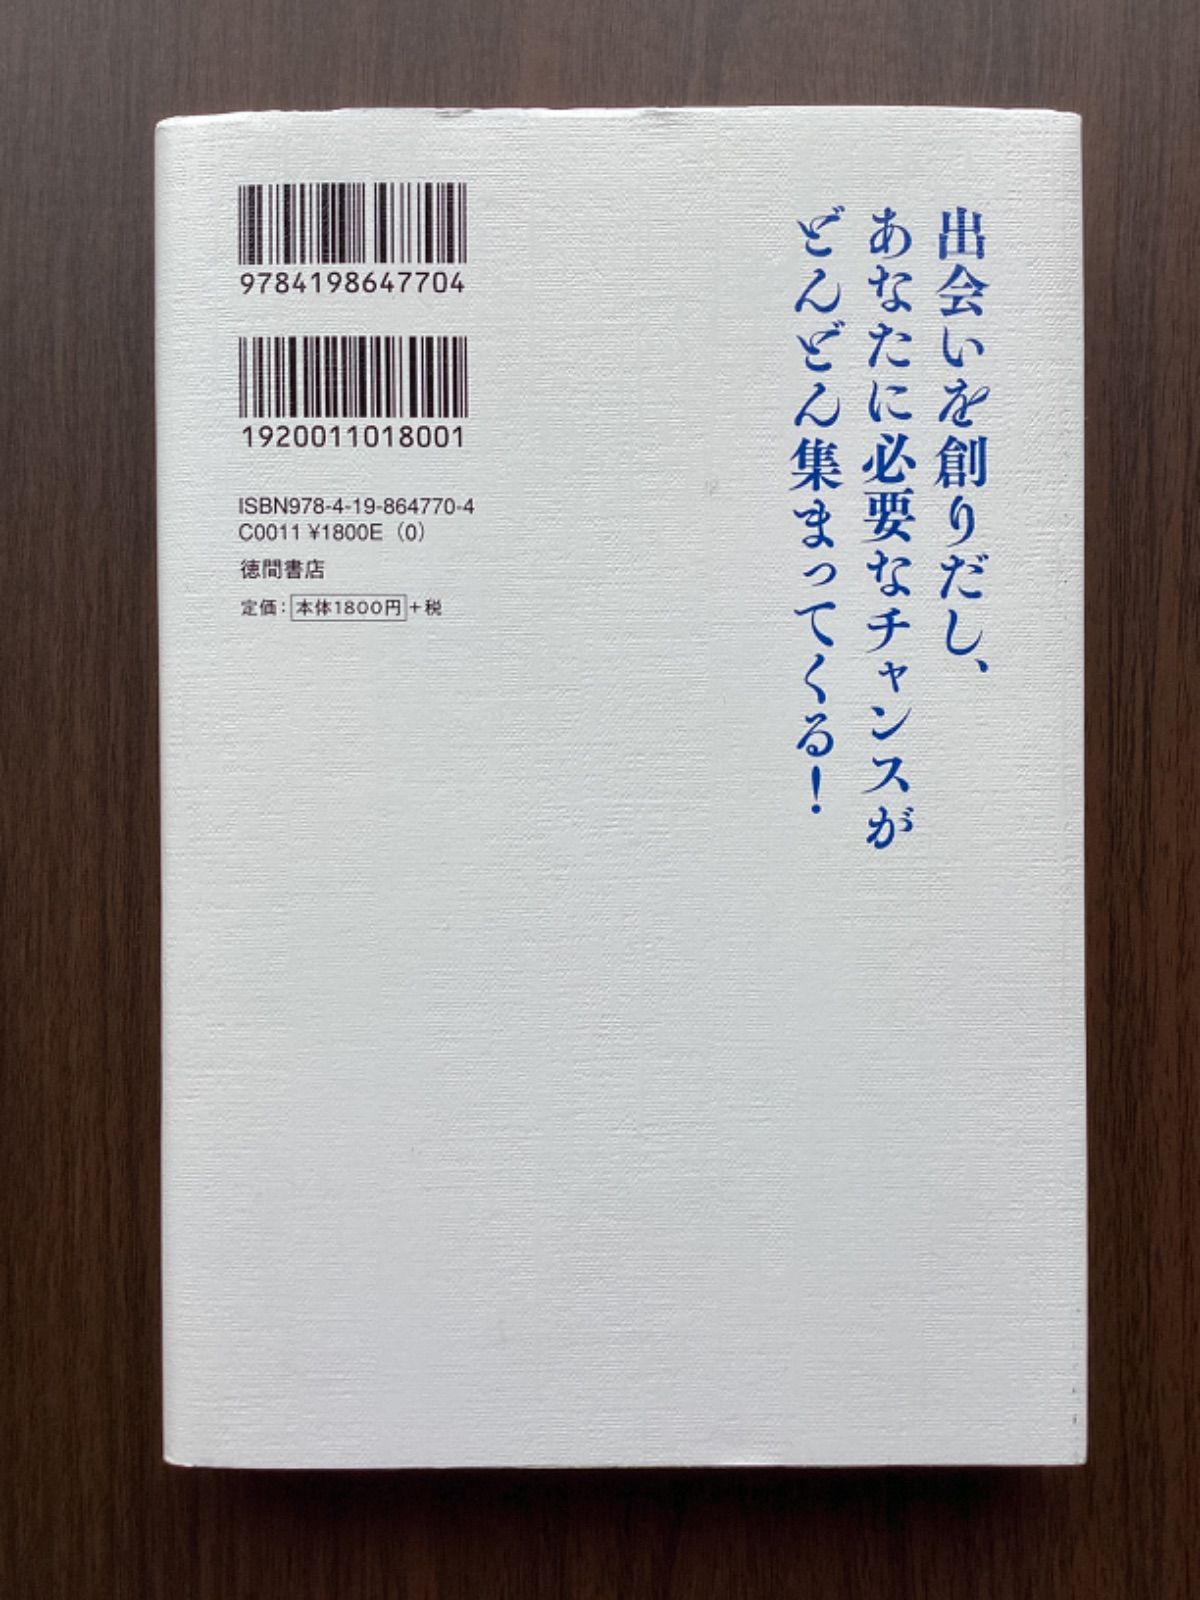 出会いを創りだし、
あなたに必要なチャンスが
どんどん集まってくる！
9784198647704
1920011018001
ISBN978-4-19-864770-4
C0011 ¥1800E (0)
徳間書店
定価：本体1800円＋税